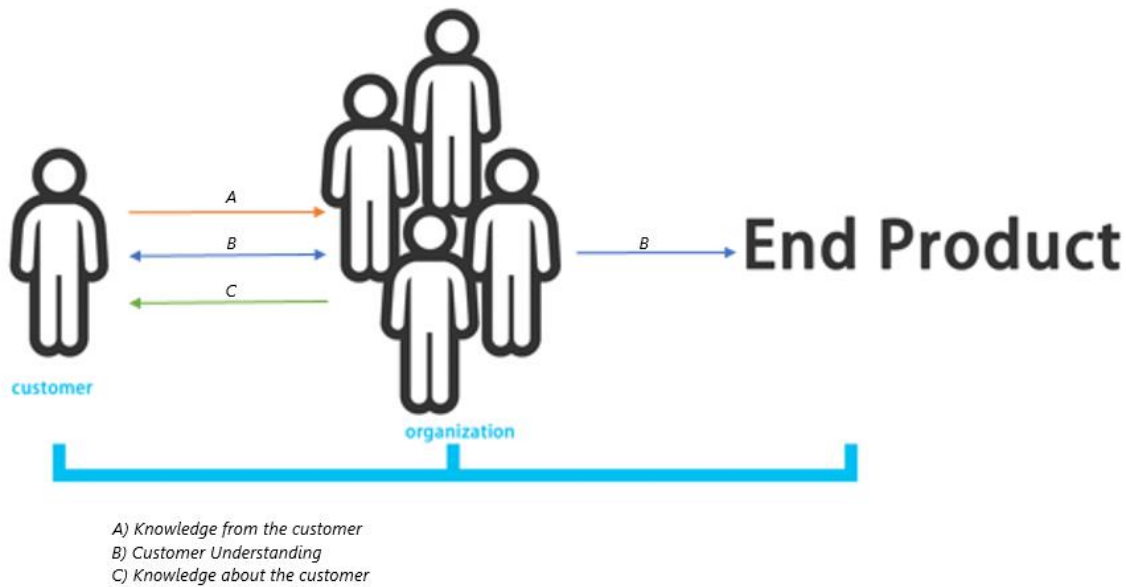 A
B
B
End Product
C
customer
organization
A) Knowledge from the customer
B) Customer Understanding
C) Knowledge about the customer